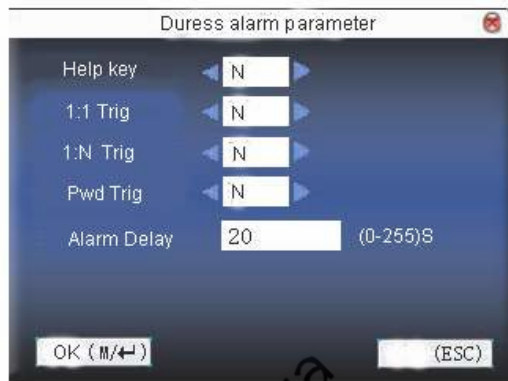 Duress alarm parameter
Help key N
1:1 Trig N
1:N Trig N
Pwd Trig N
Alarm Delay 20 (0-255)S
OK (M/↵) (ESC)